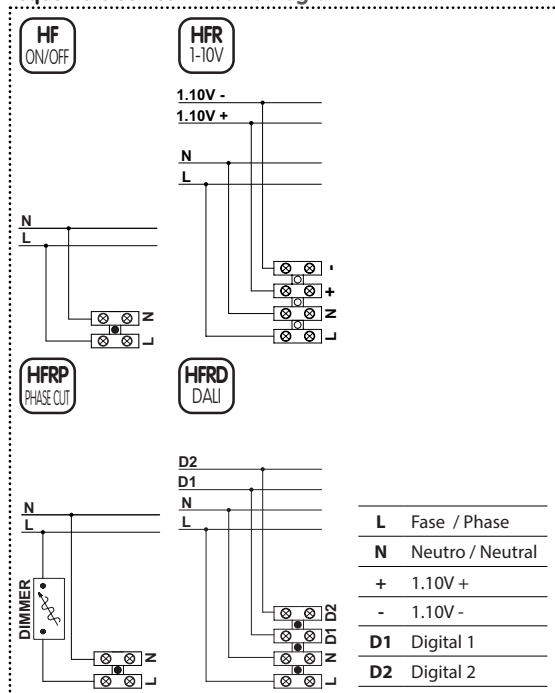 HF
ON/OFF
HFR
1-10V
1.10V -
1.10V +
N
L
-
+
N
L
N
L
N
L
HFRP
PHASE CUT
HFRD
DALI
N
L
DIMMER
N
L
D2
D1
N
L
D2
D1
N
L
L Fase / Phase
N Neutro / Neutral
+ 1.10V +
- 1.10V -
D1 Digital 1
D2 Digital 2